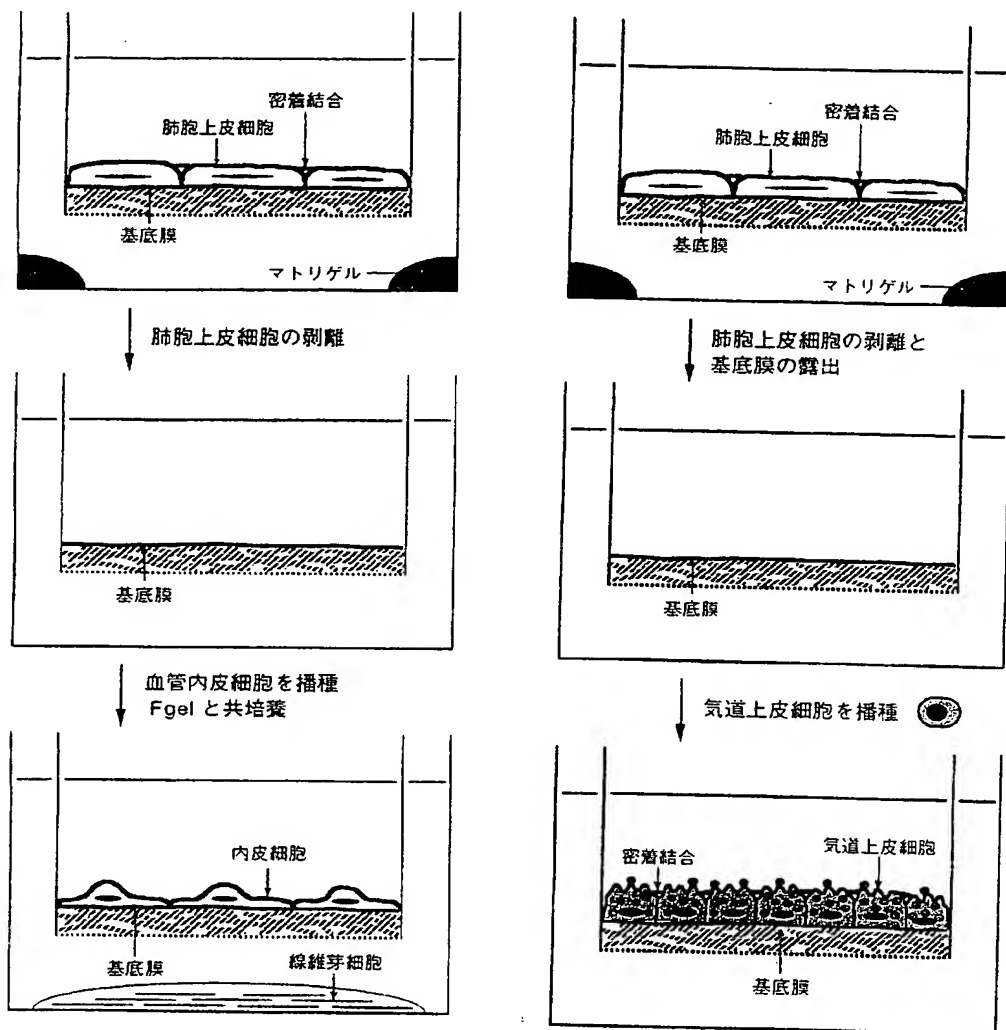 密着結合
肺胞上皮細胞
基底膜
マトリゲル
肺胞上皮細胞の剥離
基底膜
血管内皮細胞を播種
Fgel と共培養
内皮細胞
基底膜
線維芽細胞
密着結合
肺胞上皮細胞
基底膜
マトリゲル
肺胞上皮細胞の剥離と
基底膜の露出
基底膜
気道上皮細胞を播種
気道上皮細胞
密着結合
基底膜